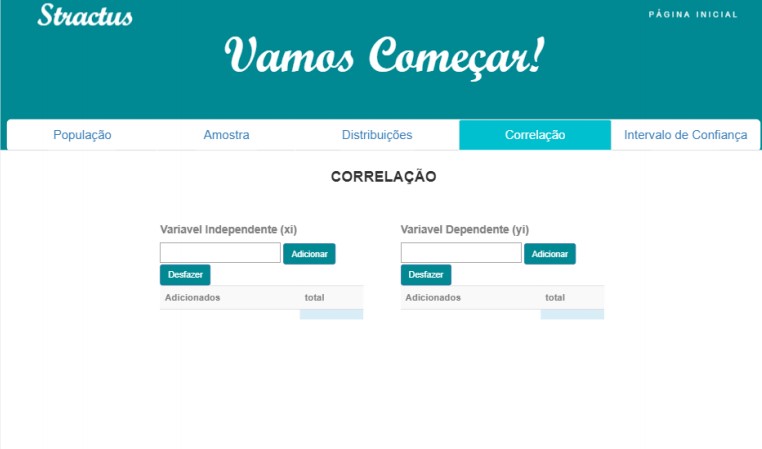 Stractus
PÁGINA INICIAL
Vamos Começar!
População Amostra Distribuições Correlação Intervalo de Confiança
CORRELAÇÃO
Variavel Independente (xi) Variavel Dependente (yi)
Adicionar Adicionar
Desfazer Desfazer
Adicionados total Adicionados total